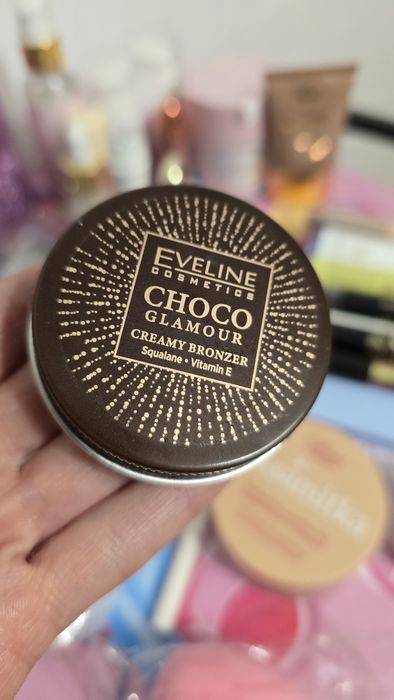 EVELINE
COSMETICS
CHOCO
GLAMOUR
CREAMY BRONZER
Squalane • Vitamin E